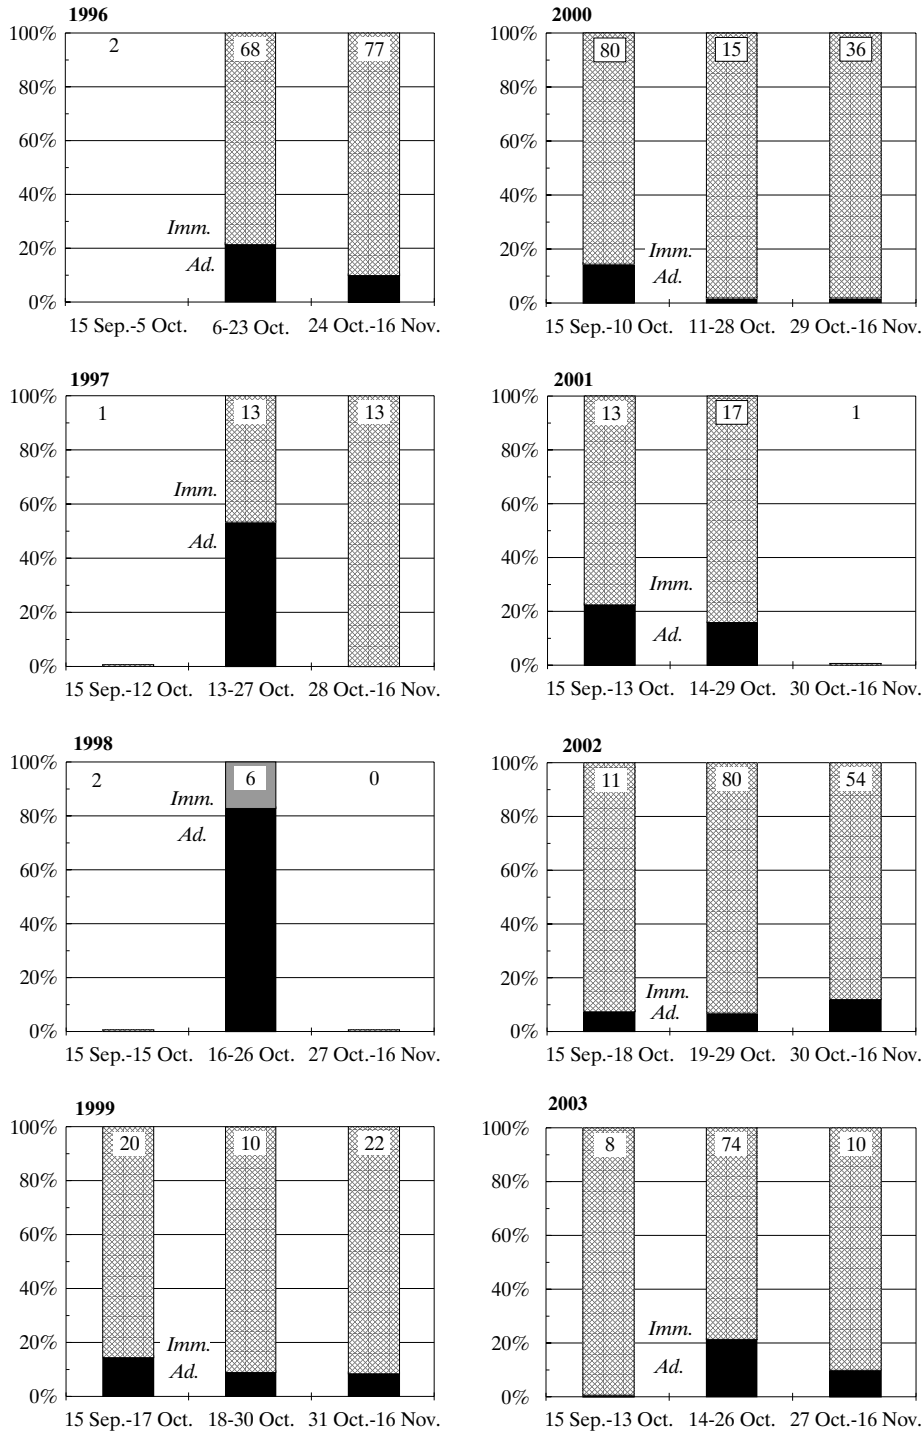 1996
100%
80%
60%
40%
20%
0%
2
68
77
Imm.
Ad.
15 Sep.-5 Oct.
6-23 Oct.
24 Oct.-16 Nov.
2000
100%
80%
60%
40%
20%
0%
80
15
36
Imm.
Ad.
15 Sep.-10 Oct.
11-28 Oct.
29 Oct.-16 Nov.
1997
100%
80%
60%
40%
20%
0%
1
13
13
Imm.
Ad.
15 Sep.-12 Oct.
13-27 Oct.
28 Oct.-16 Nov.
2001
100%
80%
60%
40%
20%
0%
13
17
1
Imm.
Ad.
15 Sep.-13 Oct.
14-29 Oct.
30 Oct.-16 Nov.
1998
100%
80%
60%
40%
20%
0%
2
6
0
Imm.
Ad.
15 Sep.-15 Oct.
16-26 Oct.
27 Oct.-16 Nov.
2002
100%
80%
60%
40%
20%
0%
11
80
54
Imm.
Ad.
15 Sep.-18 Oct.
19-29 Oct.
30 Oct.-16 Nov.
1999
100%
80%
60%
40%
20%
0%
20
10
22
Imm.
Ad.
15 Sep.-17 Oct.
18-30 Oct.
31 Oct.-16 Nov.
2003
100%
80%
60%
40%
20%
0%
8
74
10
Imm.
Ad.
15 Sep.-13 Oct.
14-26 Oct.
27 Oct.-16 Nov.